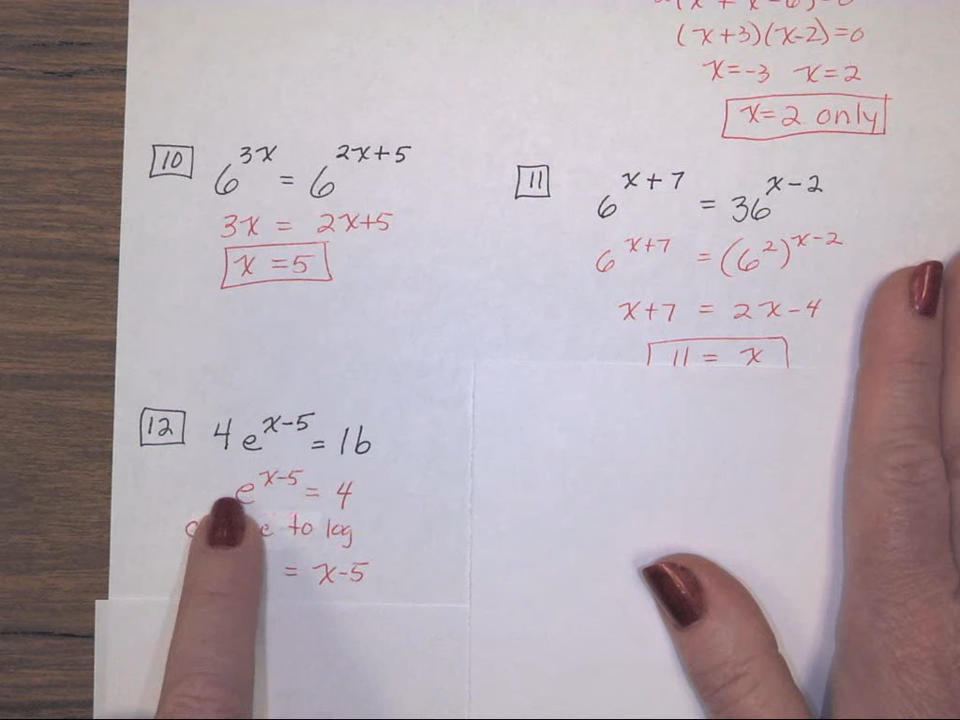 (x+3)(x-2)=0
x=-3 x=2
x=2 only
10 6^{3x} = 6^{2x+5}
3x = 2x+5
x = 5
11 6^{x+7} = 36^{x-2}
6^{x+7} = (6^2)^{x-2}
x+7 = 2x-4
11 = x
12 4e^{x-5} = 16
e^{x-5} = 4
to log
= x-5